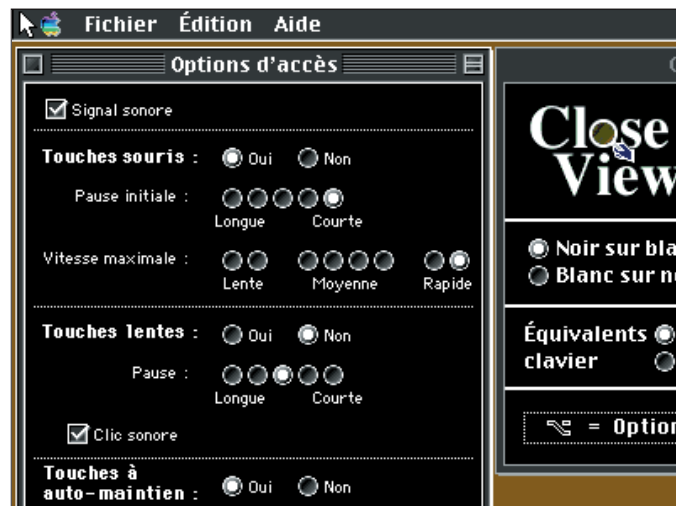 Fichier Édition Aide
Options d'accès
Signal sonore
Touches souris : Oui Non
Pause initiale :
Longue Courte
Vitesse maximale :
Lente Moyenne Rapide
Touches lentes : Oui Non
Pause :
Longue Courte
Clic sonore
Touches à
auto-maintien : Oui Non
Close
View
Noir sur bla
Blanc sur n
Équivalents
clavier
= Option